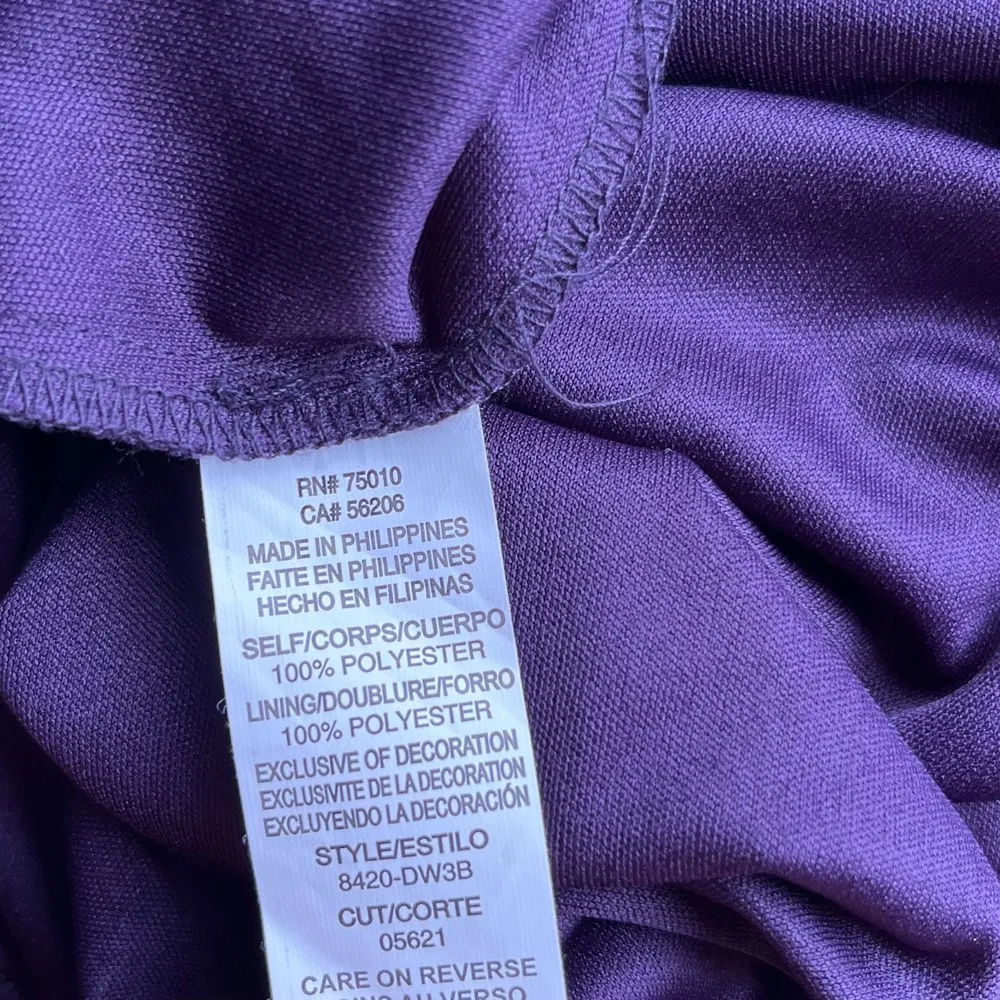 RN# 75010
CA# 56206
MADE IN PHILIPPINES
FAITE EN PHILIPPINES
HECHO EN FILIPINAS
SELF/CORPS/CUERPO
100% POLYESTER
LINING/DOUBLURE/FORRO
100% POLYESTER
EXCLUSIVE OF DECORATION
EXCLUSIVITE DE LA DECORATION
EXCLUYENDO LA DECORACIÓN
STYLE/ESTILO
8420-DW3B
CUT/CORTE
05621
CARE ON REVERSE
AU VERSO